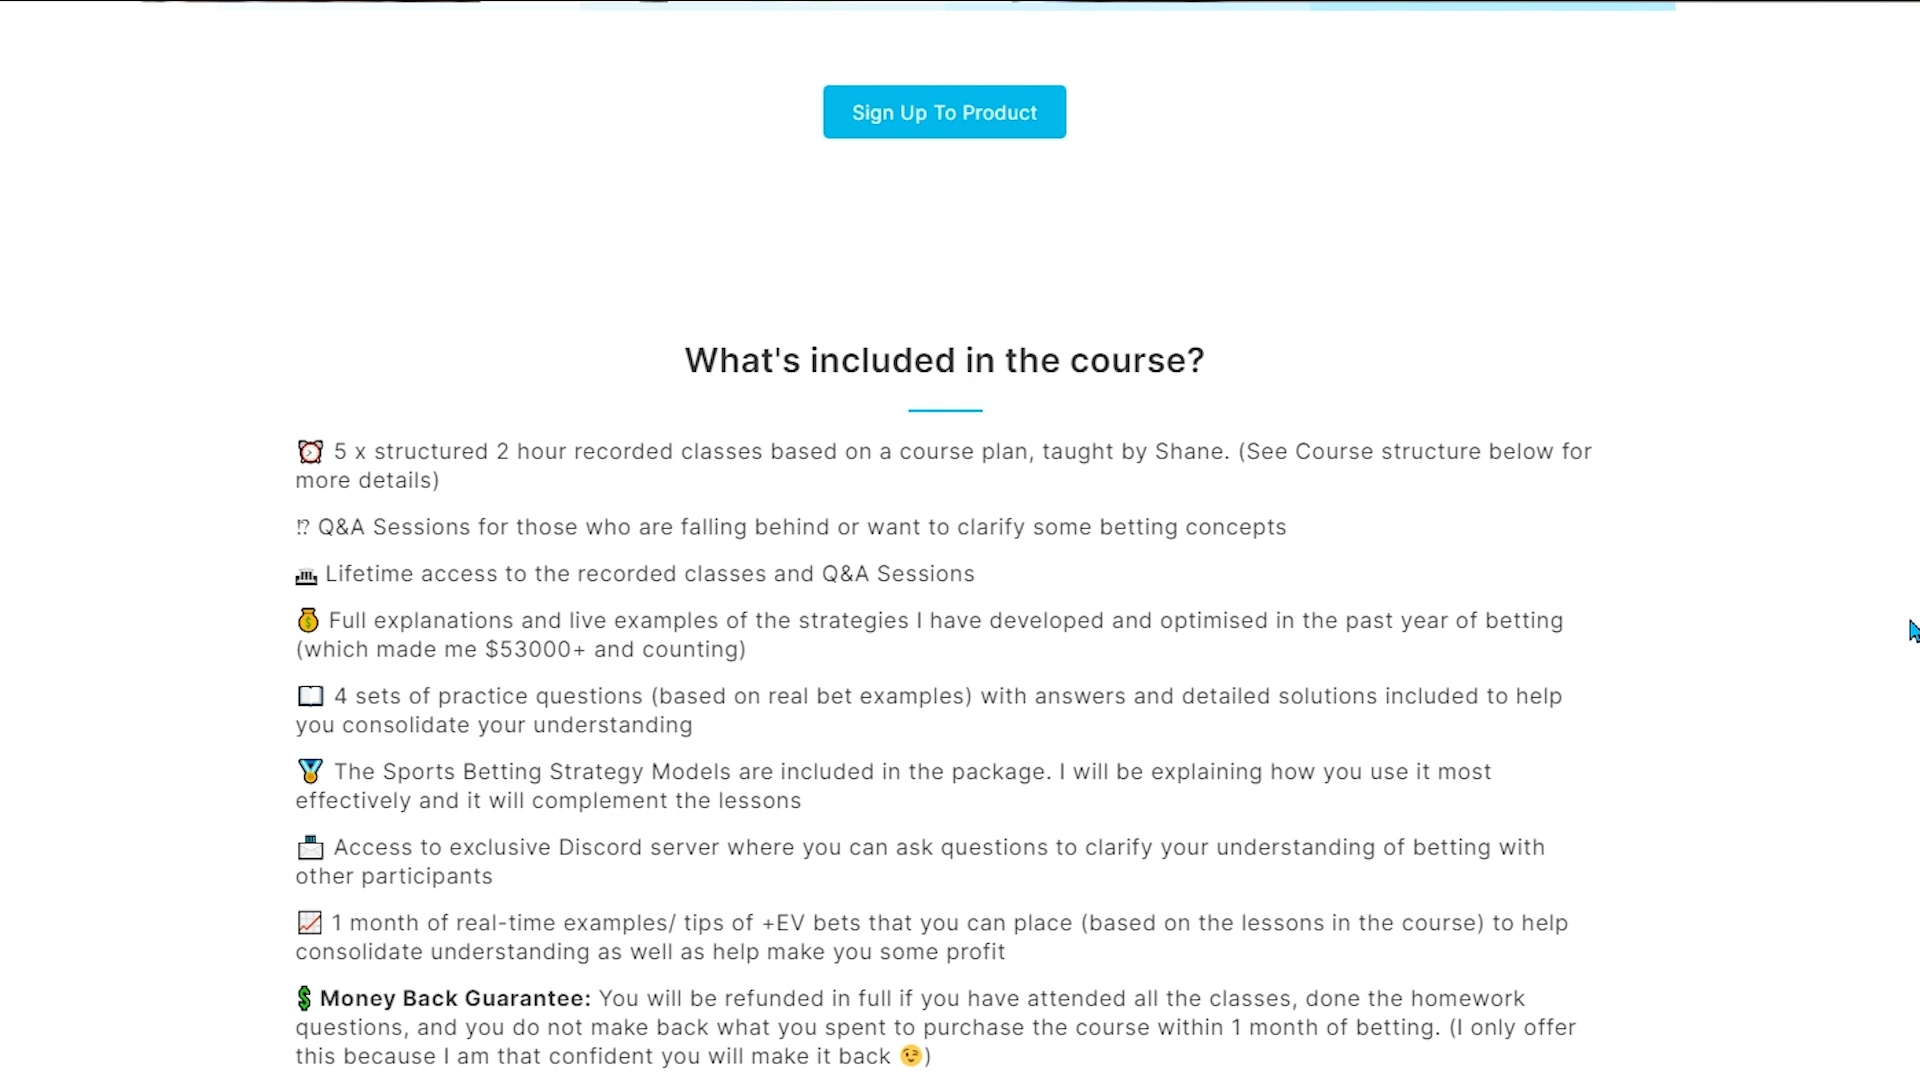 Sign Up To Product
What's included in the course?
⏰ 5 x structured 2 hour recorded classes based on a course plan, taught by Shane. (See Course structure below for
more details)
⁉ Q&A Sessions for those who are falling behind or want to clarify some betting concepts
Lifetime access to the recorded classes and Q&A Sessions
💰 Full explanations and live examples of the strategies I have developed and optimised in the past year of betting
(which made me $53000+ and counting)
📖 4 sets of practice questions (based on real bet examples) with answers and detailed solutions included to help
you consolidate your understanding
🏅 The Sports Betting Strategy Models are included in the package. I will be explaining how you use it most
effectively and it will complement the lessons
📩 Access to exclusive Discord server where you can ask questions to clarify your understanding of betting with
other participants
📈 1 month of real-time examples/ tips of +EV bets that you can place (based on the lessons in the course) to help
consolidate understanding as well as help make you some profit
💲 Money Back Guarantee: You will be refunded in full if you have attended all the classes, done the homework
questions, and you do not make back what you spent to purchase the course within 1 month of betting. (I only offer
this because I am that confident you will make it back 😉)